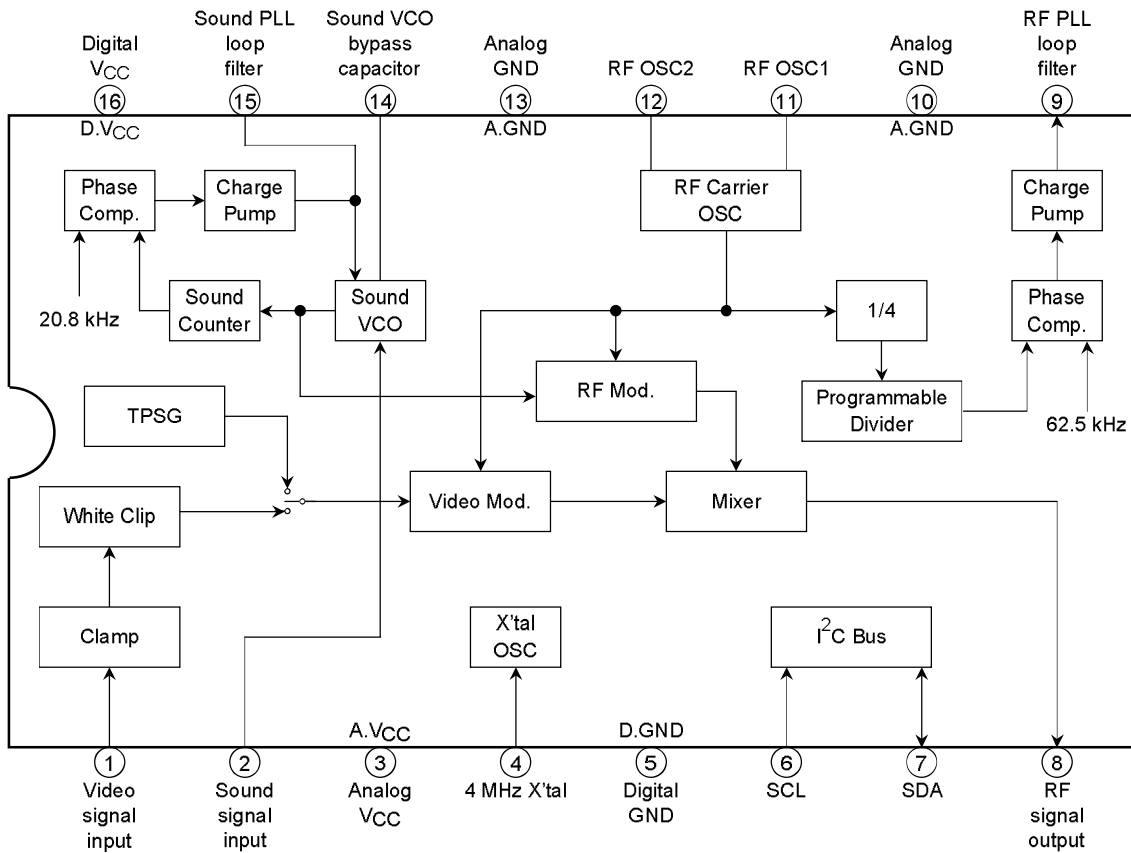 Digital
VCC
Sound PLL
loop
filter
Sound VCO
bypass
capacitor
Analog
GND
RF OSC2
RF OSC1
Analog
GND
RF PLL
loop
filter
16
15
14
13
12
11
10
9
D.VCC
A.GND
A.GND
Phase
Comp.
Charge
Pump
RF Carrier
OSC
Charge
Pump
20.8 kHz
Sound
Counter
Sound
VCO
1/4
Phase
Comp.
TPSG
RF Mod.
Programmable
Divider
62.5 kHz
White Clip
Video Mod.
Mixer
Clamp
X'tal
OSC
I2C Bus
A.VCC
D.GND
1
2
3
4
5
6
7
8
Video
signal
input
Sound
signal
input
Analog
VCC
4 MHz X'tal
Digital
GND
SCL
SDA
RF
signal
output